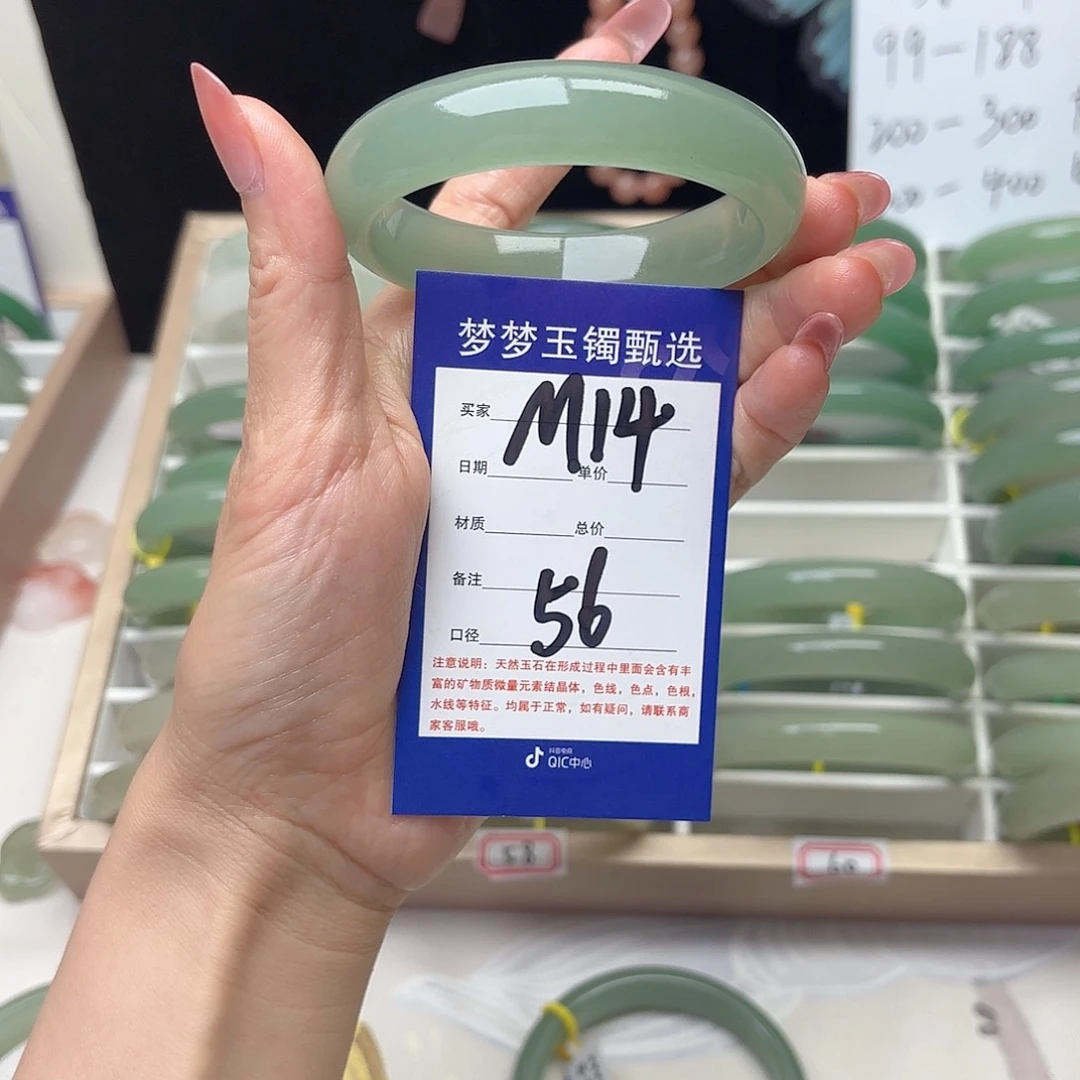 99-188
300
400
梦梦玉镯甄选
买家 M14
日期 单价
材质 总价
备注
口径 56
注意说明：天然玉石在形成过程中里面会含有丰
富的矿物质微量元素结晶体，色线，色点，色根，
水线等特征。均属于正常，如有疑问，请联系商
家客服哦。
抖音电商
QIC中心
58
60